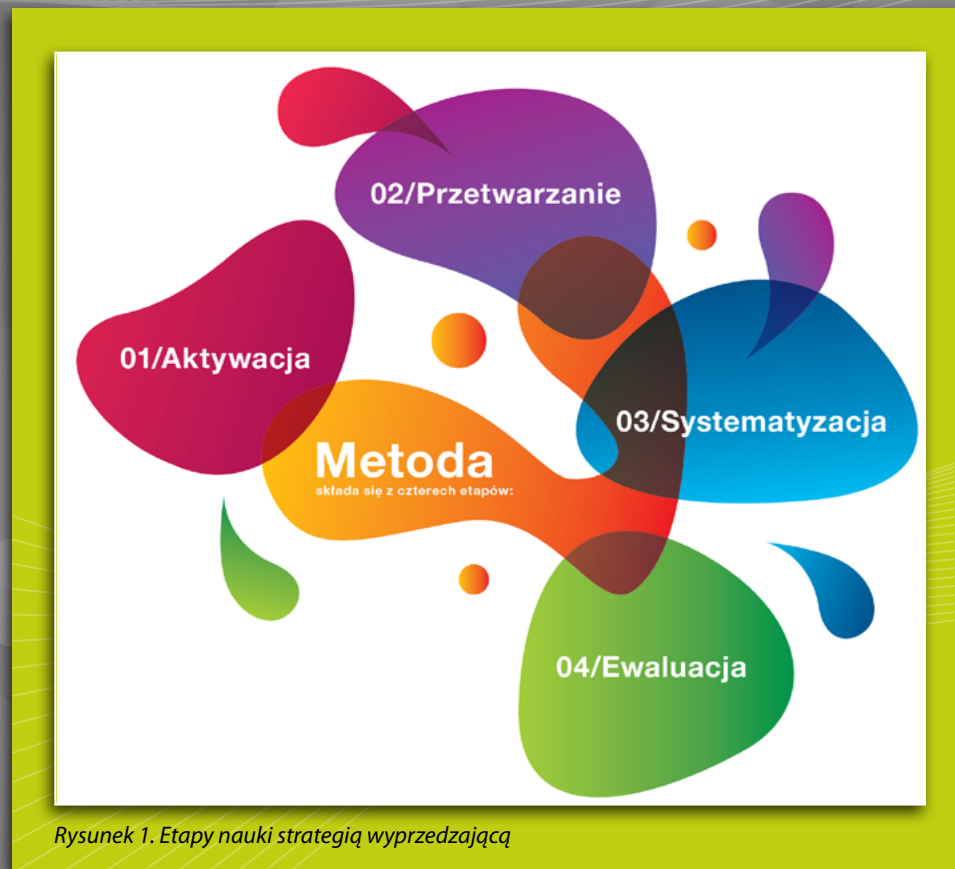 02/Przetwarzanie
01/Aktywacja
03/Systematyzacja
Metoda
składa się z czterech etapów:
04/Ewaluacja
Rysunek 1. Etapy nauki strategią wyprzedzającą